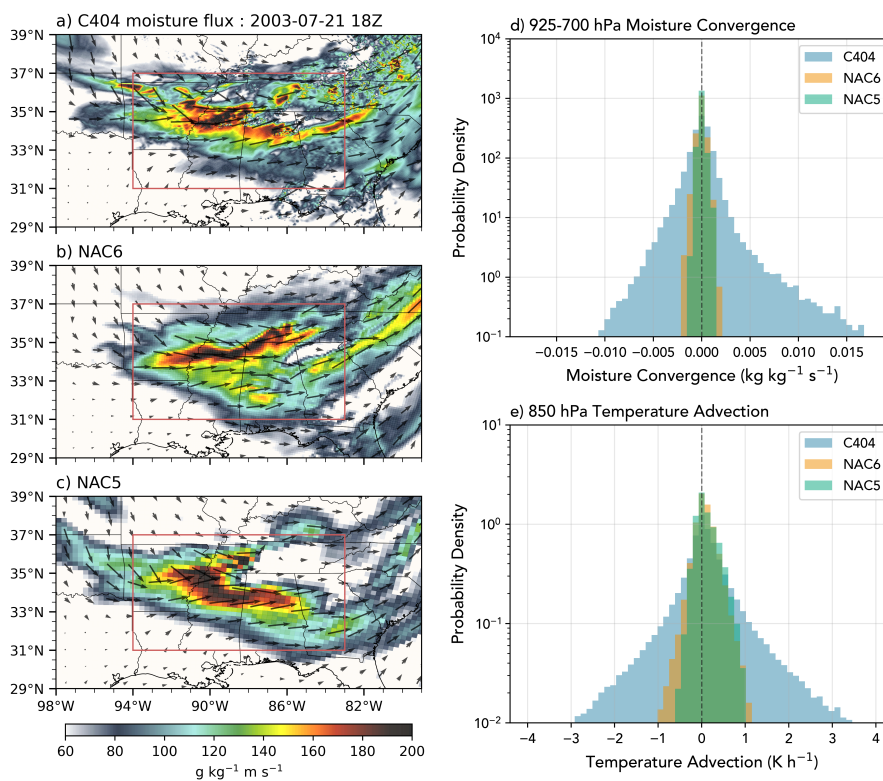 a) C404 moisture flux : 2003-07-21 18Z
39°N
37°N
35°N
33°N
31°N
29°N
b) NAC6
39°N
37°N
35°N
33°N
31°N
29°N
c) NAC5
39°N
37°N
35°N
33°N
31°N
29°N
98°W 94°W 90°W 86°W 82°W
60 80 100 120 140 160 180 200
g kg⁻¹ m s⁻¹
d) 925-700 hPa Moisture Convergence
C404
NAC6
NAC5
Probability Density
10⁴
10³
10²
10¹
10⁰
10⁻¹
−0.015 −0.010 −0.005 0.000 0.005 0.010 0.015
Moisture Convergence (kg kg⁻¹ s⁻¹)
e) 850 hPa Temperature Advection
C404
NAC6
NAC5
Probability Density
10¹
10⁰
10⁻¹
10⁻²
−4 −3 −2 −1 0 1 2 3 4
Temperature Advection (K h⁻¹)